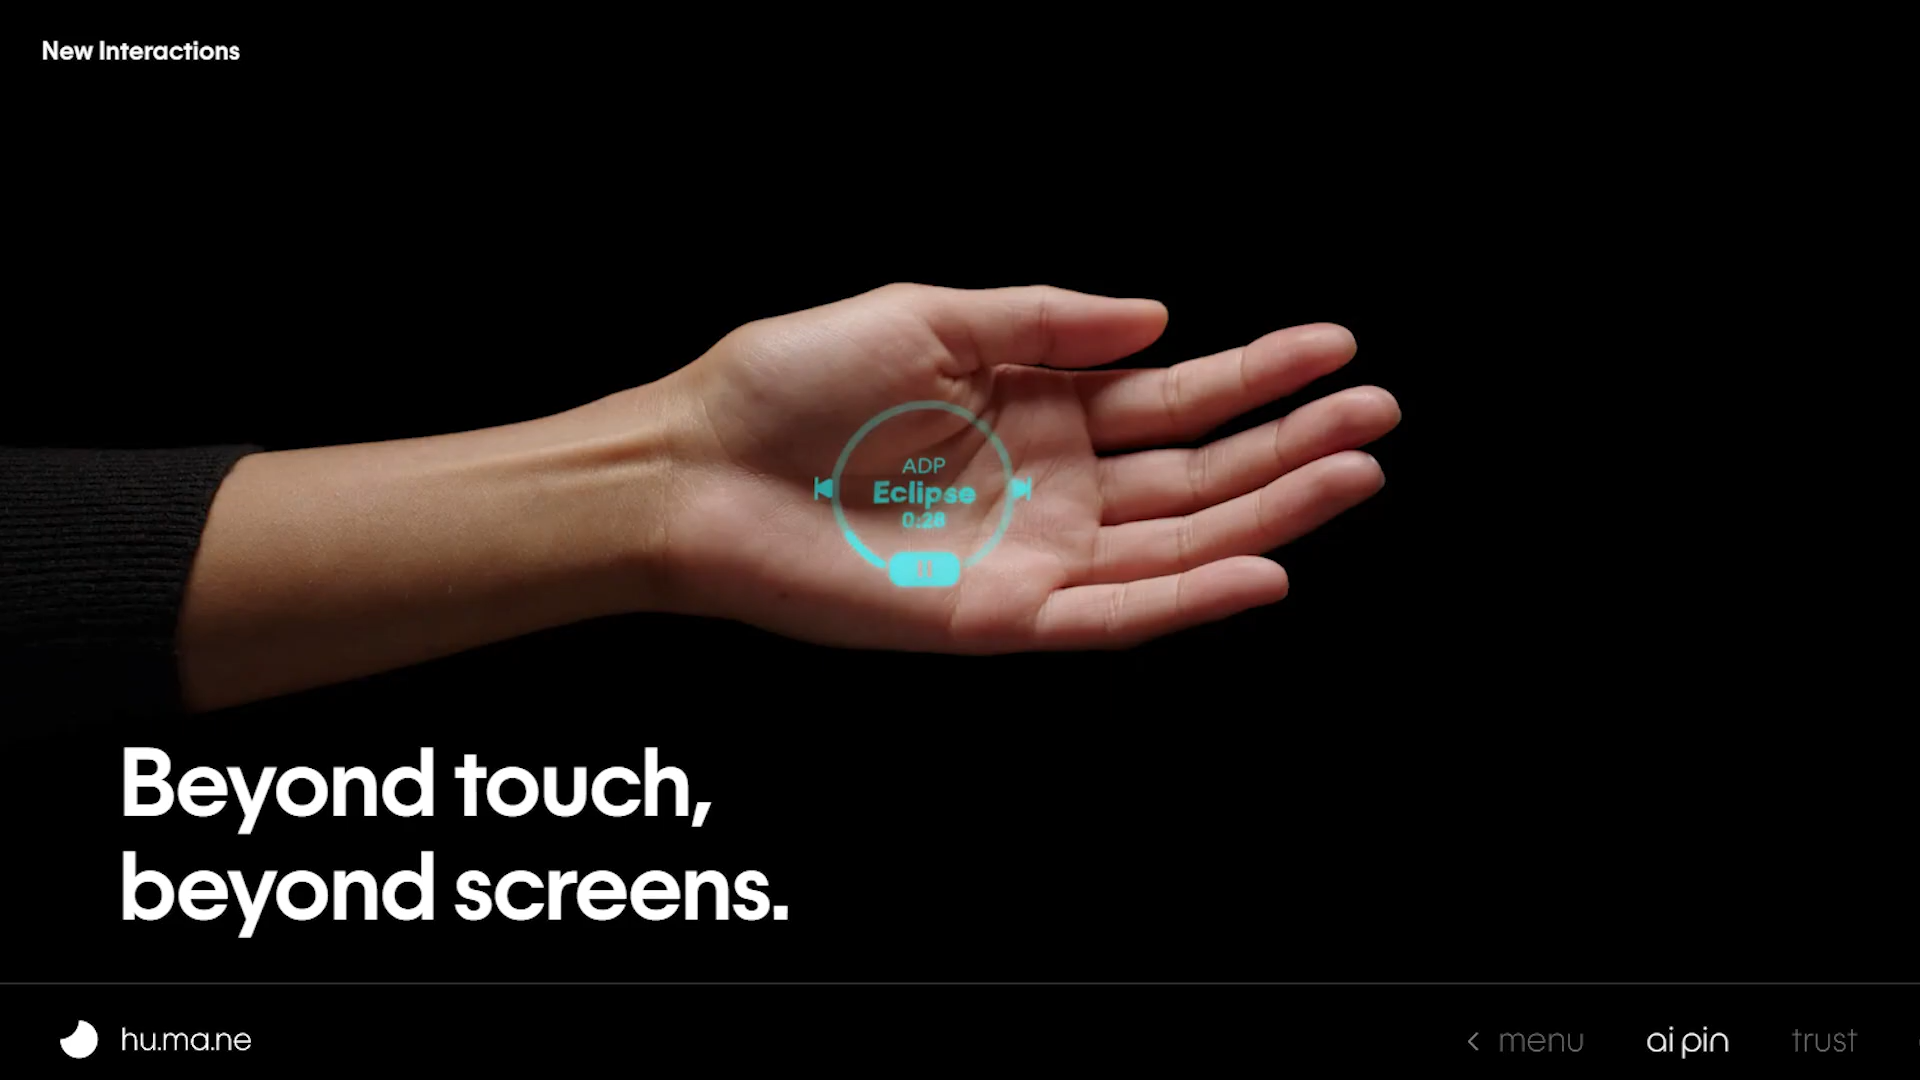 New Interactions
ADP
Eclipse
0:28
Beyond touch,
beyond screens.
hu.ma.ne
< menu
ai pin
trust